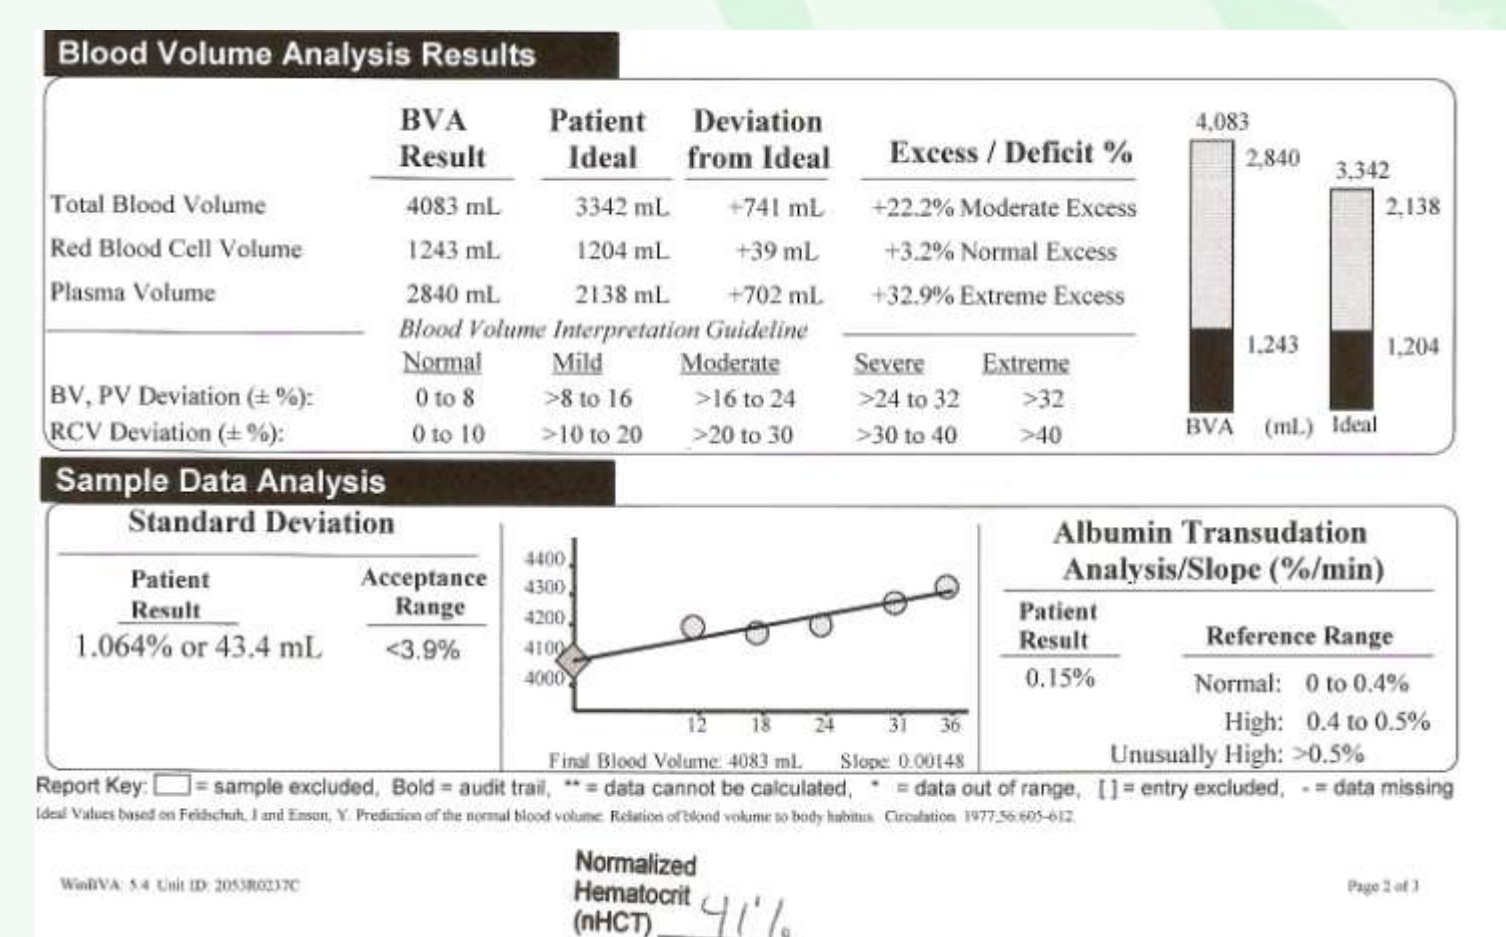 Blood Volume Analysis Results
BVA Result Patient Ideal Deviation from Ideal Excess / Deficit %
Total Blood Volume 4083 mL 3342 mL +741 mL +22.2% Moderate Excess
Red Blood Cell Volume 1243 mL 1204 mL +39 mL +3.2% Normal Excess
Plasma Volume 2840 mL 2138 mL +702 mL +32.9% Extreme Excess
Blood Volume Interpretation Guideline
Normal Mild Moderate Severe Extreme
BV, PV Deviation (± %): 0 to 8 >8 to 16 >16 to 24 >24 to 32 >32
RCV Deviation (± %): 0 to 10 >10 to 20 >20 to 30 >30 to 40 >40
4,083
2,840
3,342
2,138
1,243
1,204
BVA (mL) Ideal
Sample Data Analysis
Standard Deviation
Patient Result Acceptance Range
1.064% or 43.4 mL <3.9%
4400
4300
4200
4100
4000
12 18 24 31 36
Final Blood Volume: 4083 mL Slope: 0.00148
Albumin Transudation
Analysis/Slope (%/min)
Patient Result Reference Range
0.15% Normal: 0 to 0.4%
High: 0.4 to 0.5%
Unusually High: >0.5%
Report Key: = sample excluded, Bold = audit trail, ** = data cannot be calculated, * = data out of range, [ ] = entry excluded, - = data missing
Ideal Values based on Feldschuh, J and Enson, Y. Prediction of the normal blood volume. Relation of blood volume to body habitus. Circulation. 1977;56:605-612.
Normalized
Hematocrit
(nHCT) 41%
WinBVA: 5.4 Unit ID: 2053R0237C
Page 2 of 3